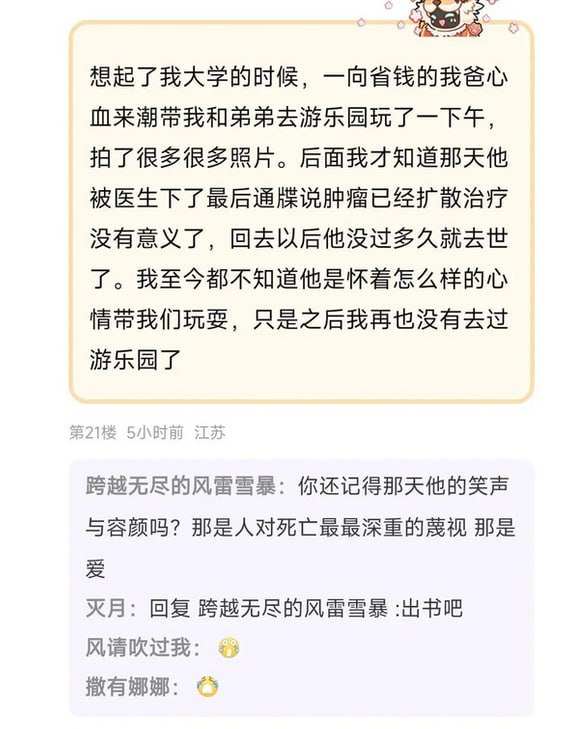 想起了我大学的时候，一向省钱的我爸心
血来潮带我和弟弟去游乐园玩了一下午，
拍了很多很多照片。后面我才知道那天他
被医生下了最后通牒说肿瘤已经扩散治疗
没有意义了，回去以后他没过多久就去世
了。我至今都不知道他是怀着怎么样的心
情带我们玩耍，只是之后我再也没有去过
游乐园了
第21楼 5小时前 江苏
跨越无尽的风雷雪暴：你还记得那天他的笑声
与容颜吗？那是人对死亡最最深重的蔑视 那是
爱
灭月：回复 跨越无尽的风雷雪暴 :出书吧
风请吹过我：😭
撒有娜娜：😭